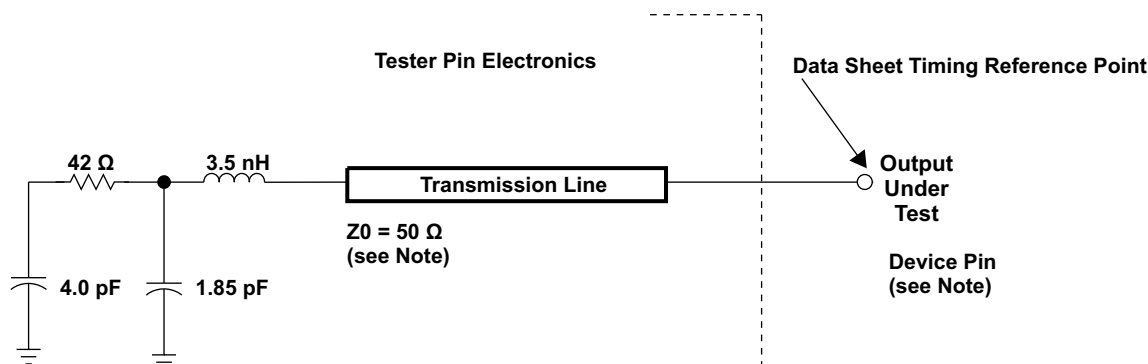 Tester Pin Electronics
Data Sheet Timing Reference Point
42 Ω
3.5 nH
Transmission Line
Output
Under
Test
Z0 = 50 Ω
(see Note)
Device Pin
(see Note)
4.0 pF
1.85 pF